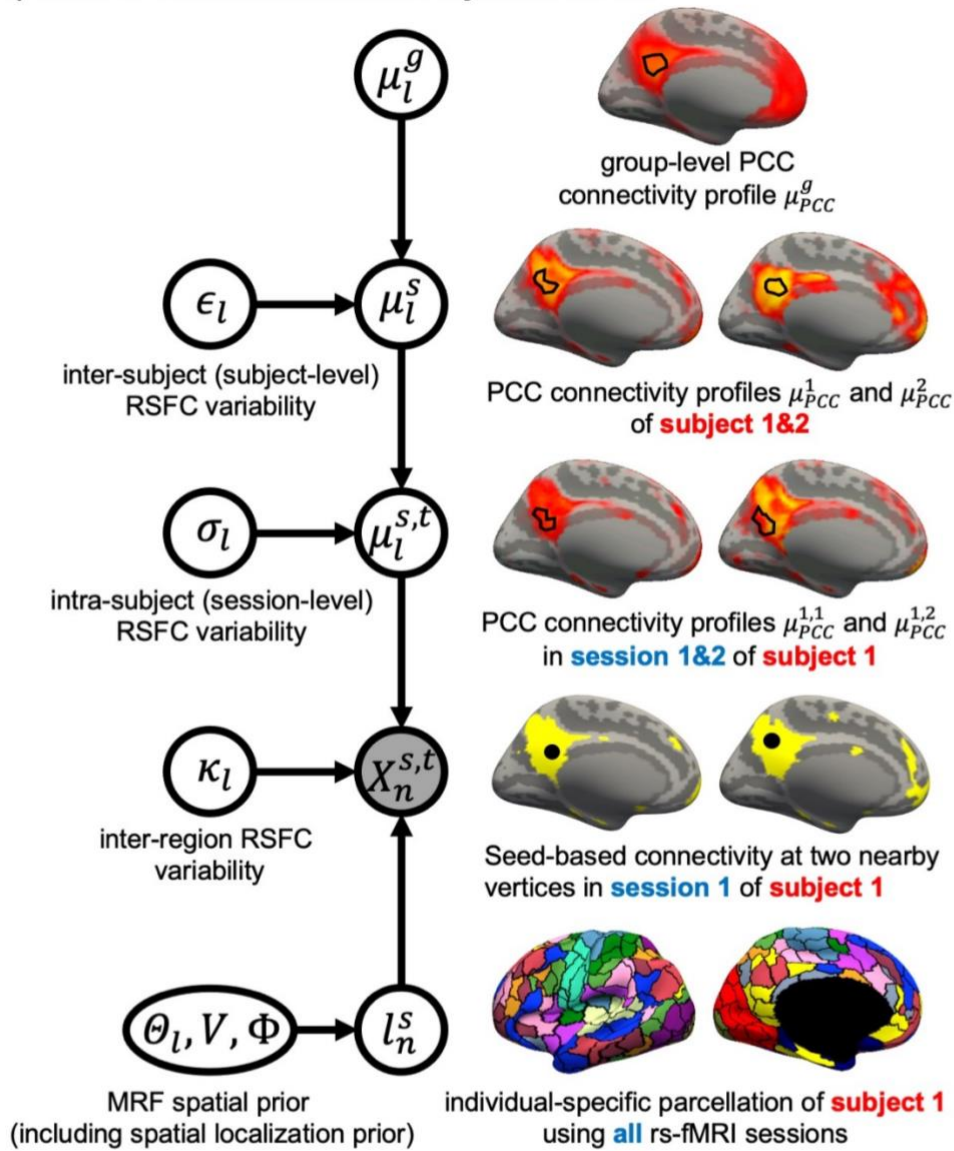 μ_l^g
group-level PCC
connectivity profile μ_PCC^g
ϵ_l
μ_l^s
inter-subject (subject-level)
RSFC variability
PCC connectivity profiles μ_PCC^1 and μ_PCC^2
of subject 1&2
σ_l
μ_l^{s,t}
intra-subject (session-level)
RSFC variability
PCC connectivity profiles μ_PCC^{1,1} and μ_PCC^{1,2}
in session 1&2 of subject 1
κ_l
X_n^{s,t}
inter-region RSFC
variability
Seed-based connectivity at two nearby
vertices in session 1 of subject 1
Θ_l, V, Φ
l_n^s
MRF spatial prior
(including spatial localization prior)
individual-specific parcellation of subject 1
using all rs-fMRI sessions